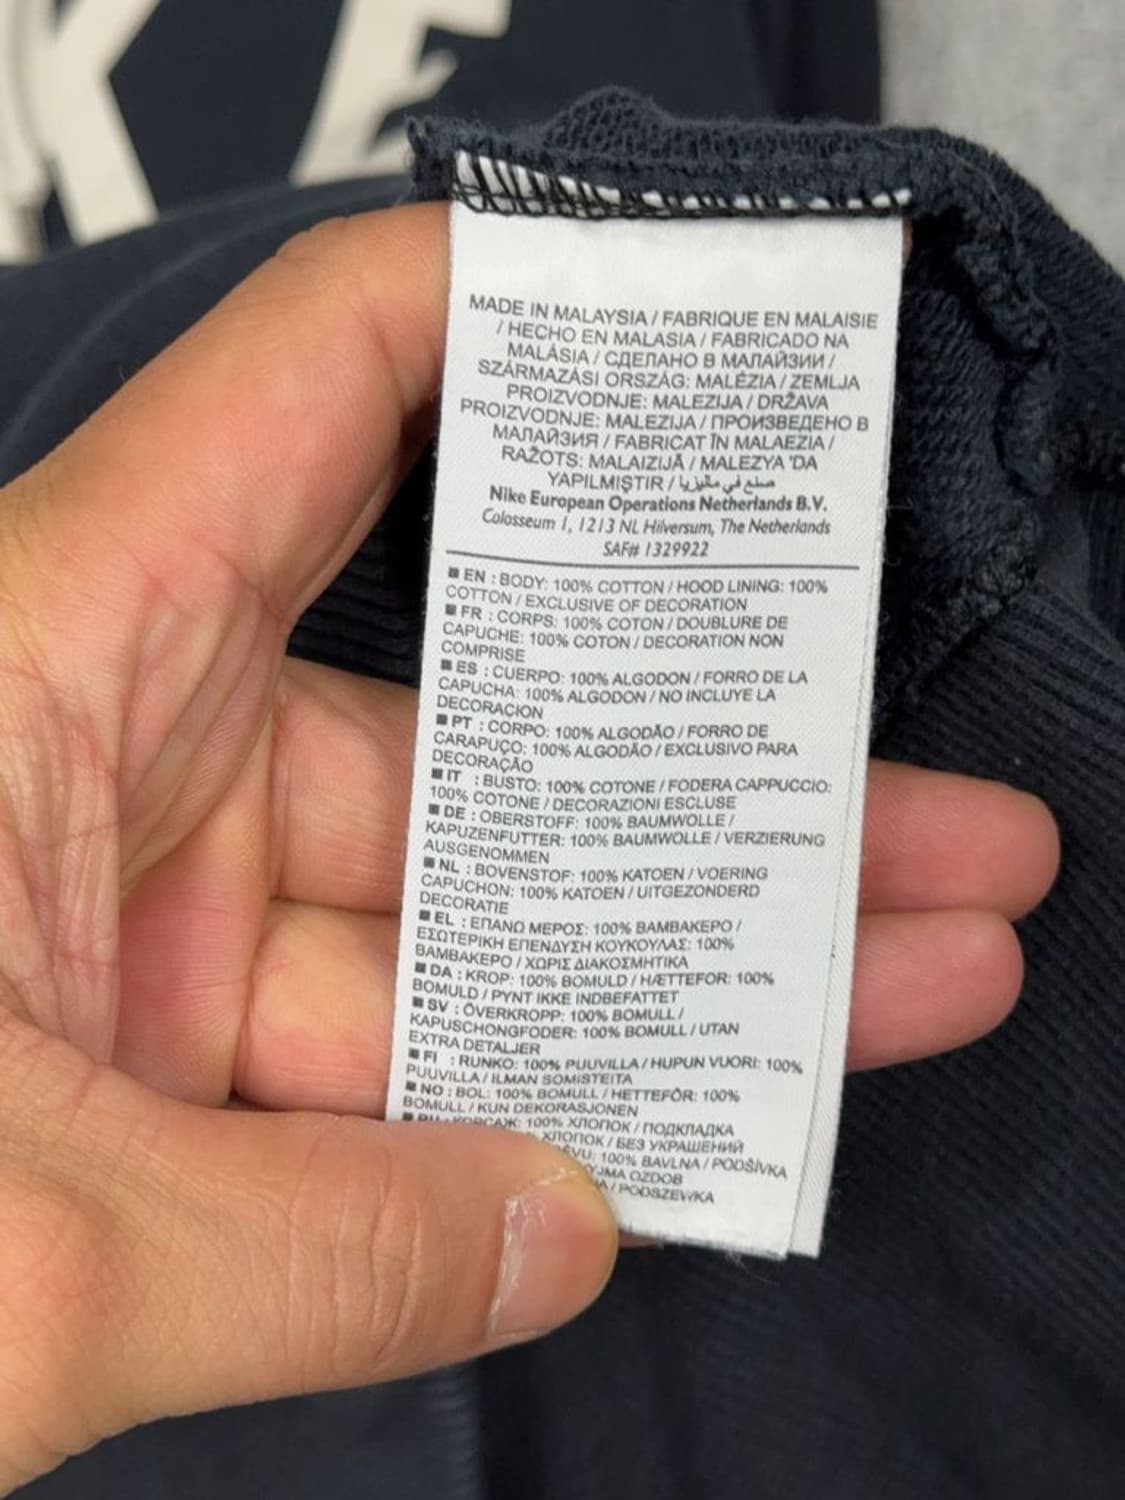 KE
MADE IN MALAYSIA / FABRIQUE EN MALAISIE
/ HECHO EN MALASIA / FABRICADO NA
MALÁSIA / СДЕЛАНО В МАЛАЙЗИИ /
SZÁRMAZÁSI ORSZÁG: MALÉZIA / ZEMLJA
PROIZVODNJE: MALEZIJA / DRŽAVA
PROIZVODNJE: MALEZIJA / ПРОИЗВЕДЕНО В
МАЛАЙЗИЯ / FABRICAT ÎN MALAEZIA /
RAŽOTS: MALAIZIJĀ / MALEZYA 'DA
YAPILMIŞTIR / صنع في ماليزيا
Nike European Operations Netherlands B.V.
Colosseum 1, 1213 NL Hilversum, The Netherlands
SAF# 1329922
■ EN : BODY: 100% COTTON / HOOD LINING: 100%
COTTON / EXCLUSIVE OF DECORATION
■ FR : CORPS: 100% COTON / DOUBLURE DE
CAPUCHE: 100% COTON / DECORATION NON
COMPRISE
■ ES : CUERPO: 100% ALGODON / FORRO DE LA
CAPUCHA: 100% ALGODON / NO INCLUYE LA
DECORACION
■ PT : CORPO: 100% ALGODÃO / FORRO DE
CARAPUÇO: 100% ALGODÃO / EXCLUSIVO PARA
DECORAÇÃO
■ IT : BUSTO: 100% COTONE / FODERA CAPPUCCIO:
100% COTONE / DECORAZIONI ESCLUSE
■ DE : OBERSTOFF: 100% BAUMWOLLE /
KAPUZENFUTTER: 100% BAUMWOLLE / VERZIERUNG
AUSGENOMMEN
■ NL : BOVENSTOF: 100% KATOEN / VOERING
CAPUCHON: 100% KATOEN / UITGEZONDERD
DECORATIE
■ EL : ΕΠΑΝΩ ΜΕΡΟΣ: 100% ΒΑΜΒΑΚΕΡΟ /
ΕΣΩΤΕΡΙΚΗ ΕΠΕΝΔΥΣΗ ΚΟΥΚΟΥΛΑΣ: 100%
ΒΑΜΒΑΚΕΡΟ / ΧΩΡΙΣ ΔΙΑΚΟΣΜΗΤΙΚΑ
■ DA : KROP: 100% BOMULD / HÆTTEFOR: 100%
BOMULD / PYNT IKKE INDBEFATTET
■ SV : ÖVERKROPP: 100% BOMULL /
KAPUSCHONGFODER: 100% BOMULL / UTAN
EXTRA DETALJER
■ FI : RUNKO: 100% PUUVILLA / HUPUN VUORI: 100%
PUUVILLA / ILMAN SOMISTEITA
■ NO : BOL: 100% BOMULL / HETTEFÔR: 100%
BOMULL / KUN DEKORASJONEN
■ RU : КОРСАЖ: 100% ХЛОПОК / ПОДКЛАДКА
ХЛОПОК / БЕЗ УКРАШЕНИЙ
100% BAVLNA / PODŠÍVKA
OZDOB
/ PODSZEWKA